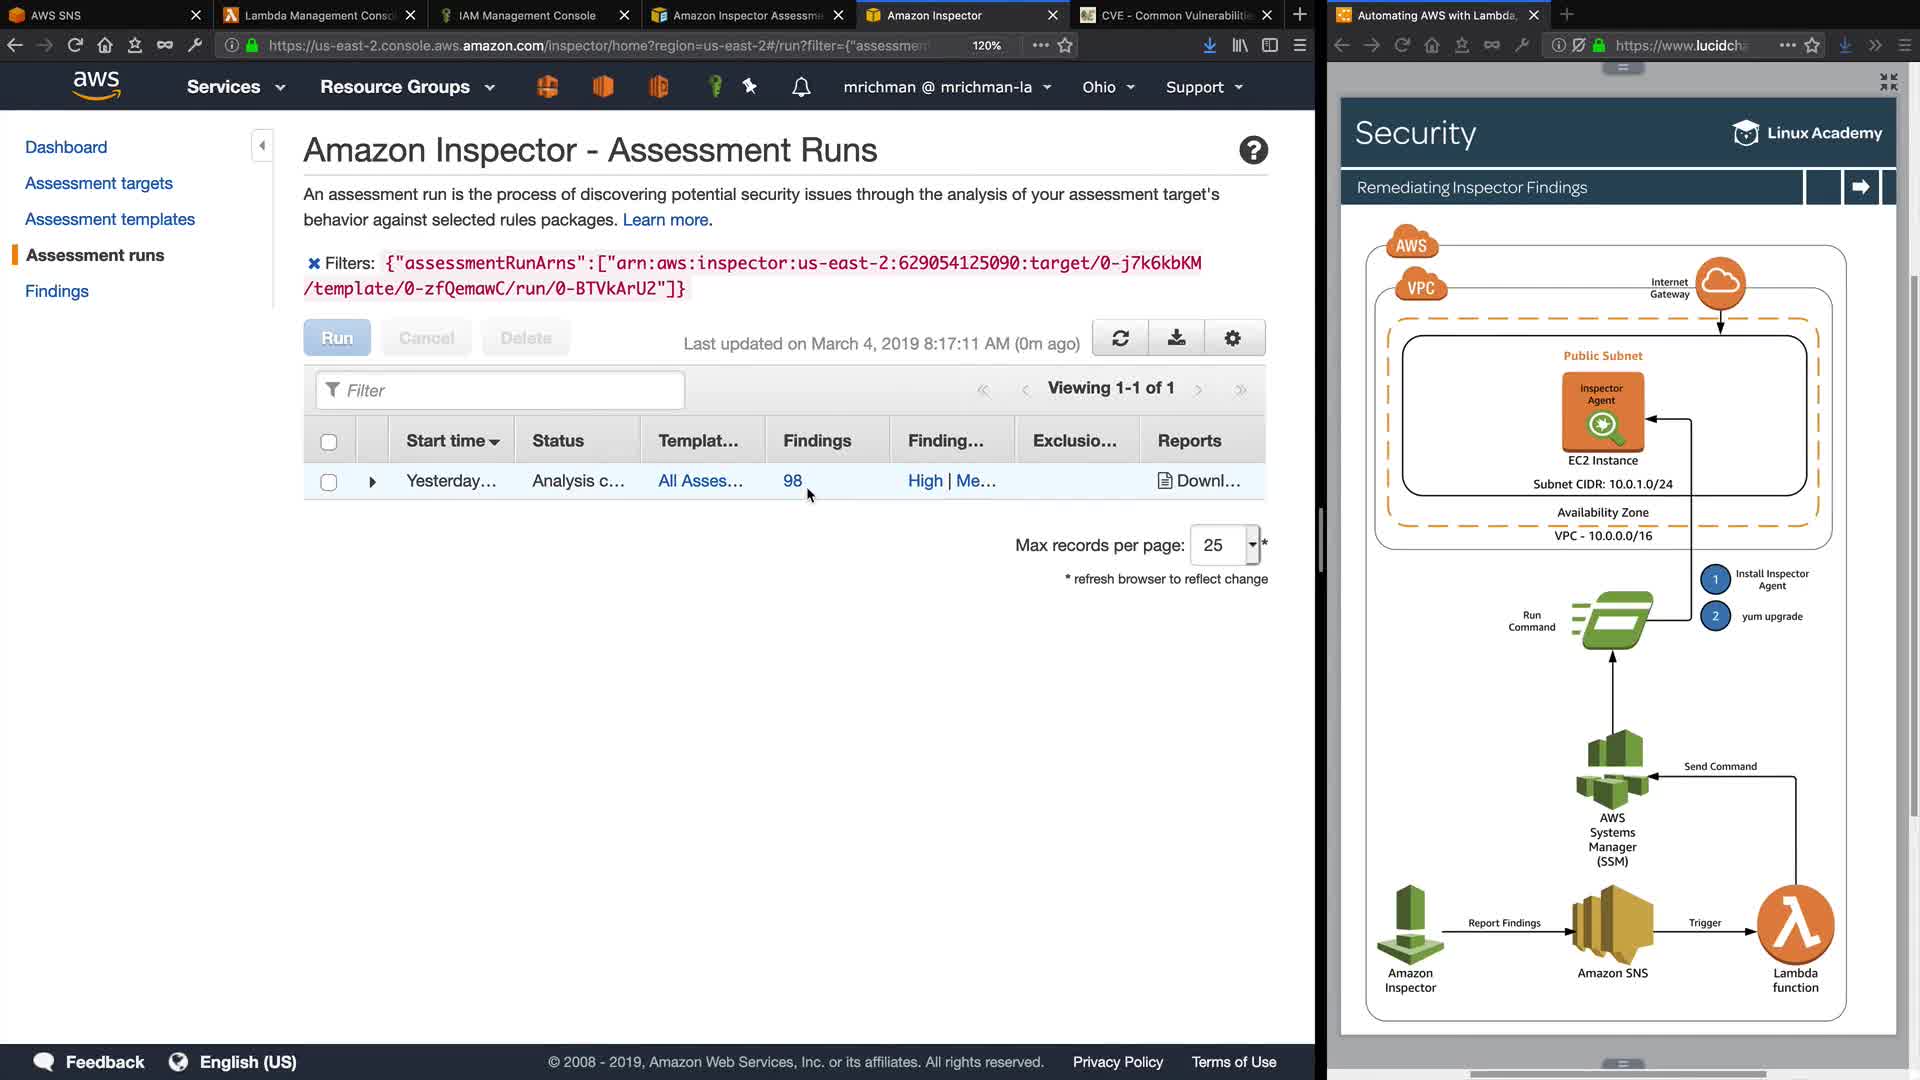 AWS SNS
Lambda Management Conso
IAM Management Console
Amazon Inspector Assessme
Amazon Inspector
CVE - Common Vulnerabilitie
Automating AWS with Lambda,
https://us-east-2.console.aws.amazon.com/inspector/home?region=us-east-2#/run?filter={"assessmen
120%
https://www.lucidcha
aws
Services
Resource Groups
mrichman @ mrichman-la
Ohio
Support
Dashboard
Assessment targets
Assessment templates
Assessment runs
Findings
Amazon Inspector - Assessment Runs
An assessment run is the process of discovering potential security issues through the analysis of your assessment target's
behavior against selected rules packages. Learn more.
Filters: {"assessmentRunArns":["arn:aws:inspector:us-east-2:629054125090:target/0-j7k6kbKM
/template/0-zfQemawC/run/0-BTVkArU2"]}
Run
Cancel
Delete
Last updated on March 4, 2019 8:17:11 AM (0m ago)
Filter
Viewing 1-1 of 1
Start time
Status
Templat...
Findings
Finding...
Exclusio...
Reports
Yesterday...
Analysis c...
All Asses...
98
High | Me...
Downl...
Max records per page: 25 *
* refresh browser to reflect change
Feedback
English (US)
© 2008 - 2019, Amazon Web Services, Inc. or its affiliates. All rights reserved.
Privacy Policy
Terms of Use
Security
Linux Academy
Remediating Inspector Findings
AWS
VPC
Internet
Gateway
Public Subnet
Inspector
Agent
EC2 Instance
Subnet CIDR: 10.0.1.0/24
Availability Zone
VPC - 10.0.0.0/16
1
Install Inspector
Agent
2
yum upgrade
Run
Command
Send Command
AWS
Systems
Manager
(SSM)
Report Findings
Trigger
Amazon
Inspector
Amazon SNS
Lambda
function